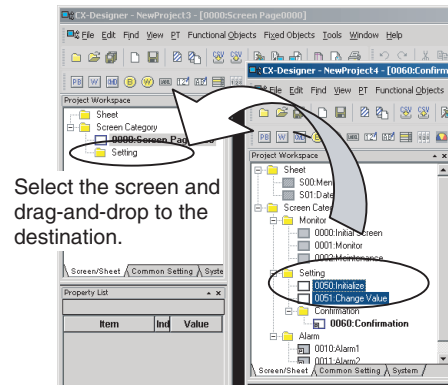 CX-Designer - NewProject3 - [0000:Screen Page0000]
File Edit Find View PT Functional Objects Fixed Objects Tools Window Help
CX-Designer - NewProject4 - [0060:Confirm
File Edit Find View PT Functional Objects
PB W
Project Workspace
Sheet
Screen Category
0000:Screen Page
Setting
Select the screen and
drag-and-drop to the
destination.
Screen/Sheet Common Setting Syste
Property List
Item Ind Value
PB W
Project Workspace
Sheet
S00:Men
S01:Date
Screen Cate
Monitor
0000:Initial Screen
0001:Monitor
0002:Maintenance
Setting
0050:Initialize
0051:Change Value
Confirmation
0060:Confirmation
Alarm
0010:Alarm1
0011:Alarm2
Screen/Sheet Common Setting System